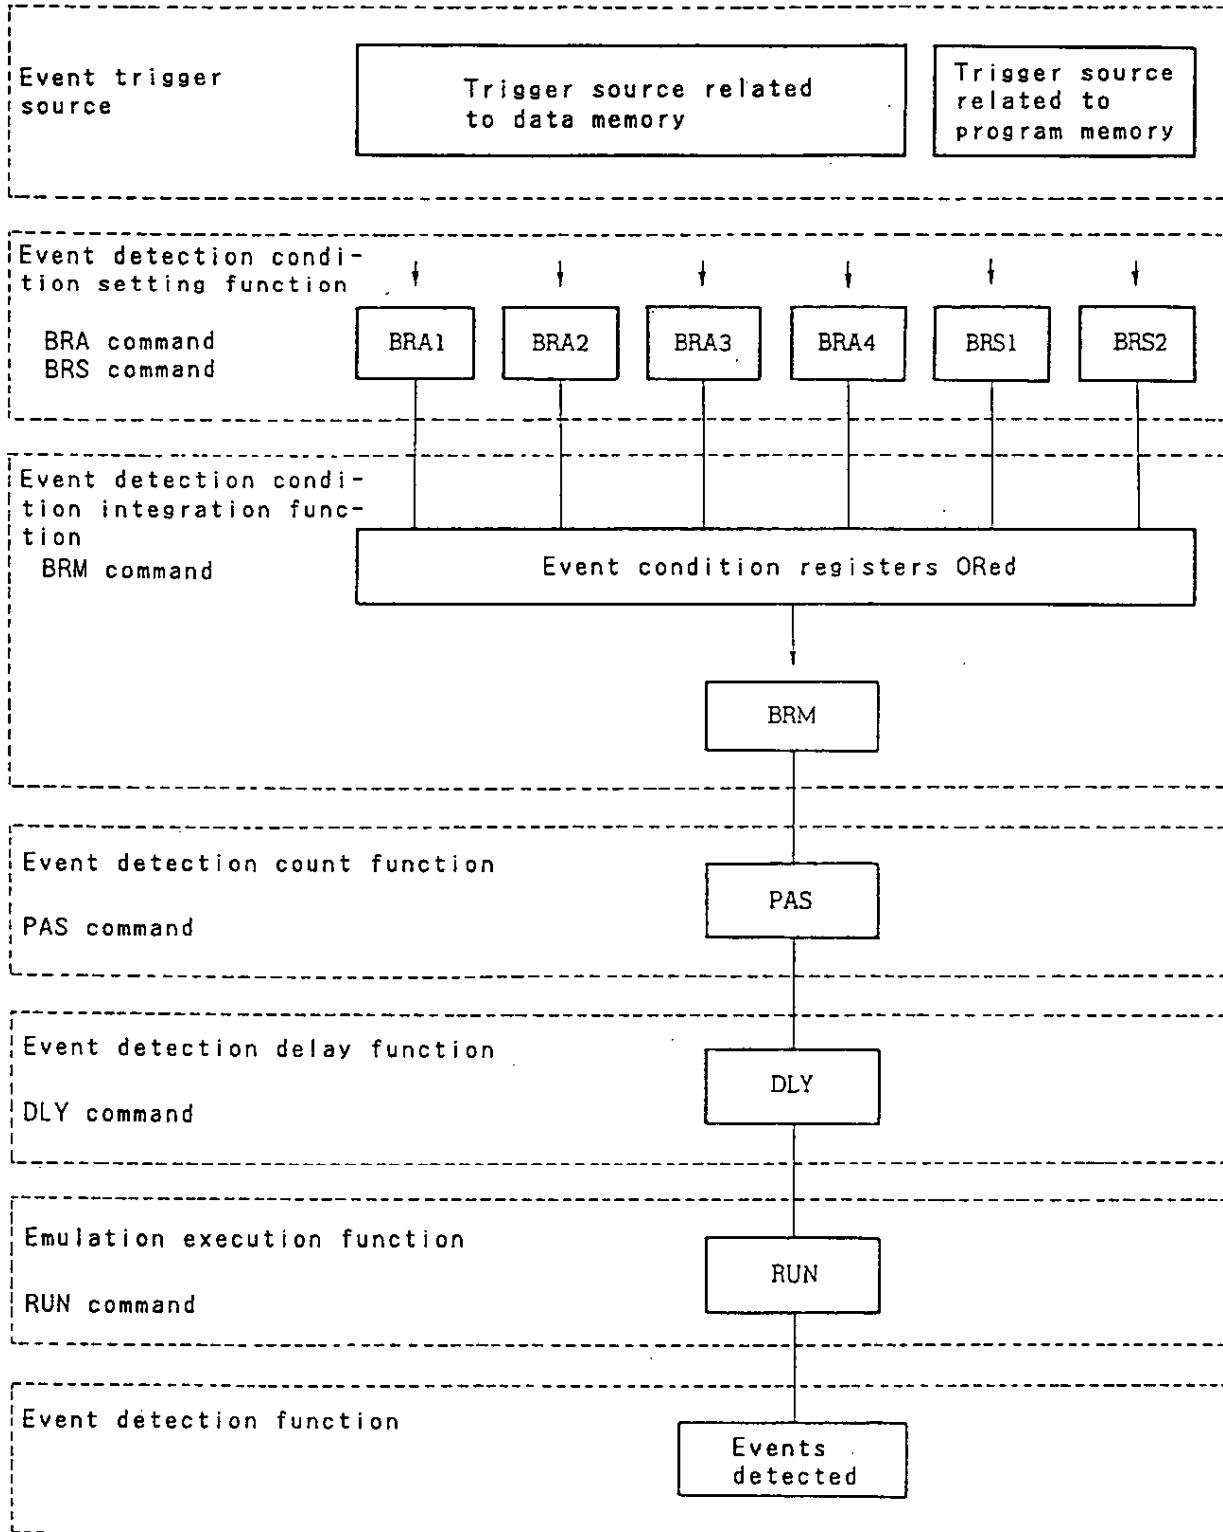 Event trigger
source
Trigger source related
to data memory
Trigger source
related to
program memory
Event detection condi-
tion setting function
BRA command
BRS command
BRA1
BRA2
BRA3
BRA4
BRS1
BRS2
Event detection condi-
tion integration func-
tion
BRM command
Event condition registers ORed
BRM
Event detection count function
PAS command
PAS
Event detection delay function
DLY command
DLY
Emulation execution function
RUN command
RUN
Event detection function
Events
detected